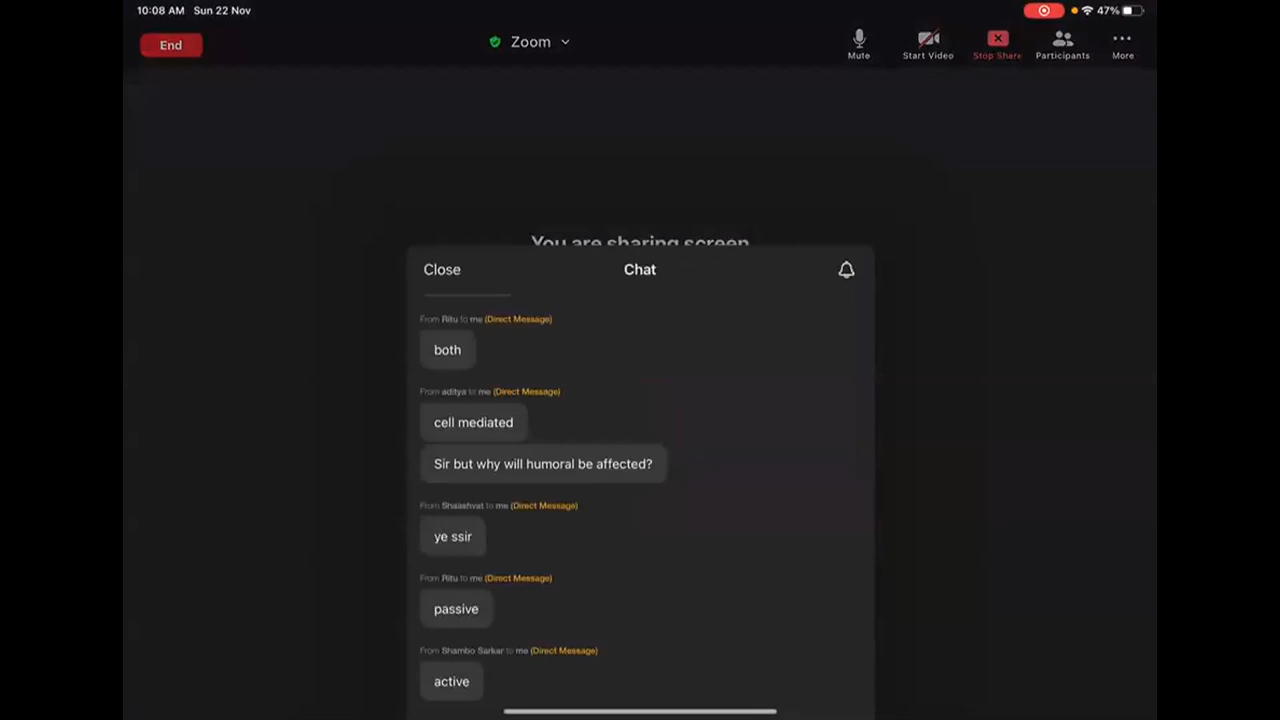 10:08 AM Sun 22 Nov
47%
End
Zoom
Mute
Start Video
Stop Share
Participants
More
You are sharing screen
Close
Chat
From Ritu to me (Direct Message)
both
From aditya to me (Direct Message)
cell mediated
Sir but why will humoral be affected?
From Shaashvat to me (Direct Message)
ye ssir
From Ritu to me (Direct Message)
passive
From Shambo Sarkar to me (Direct Message)
active